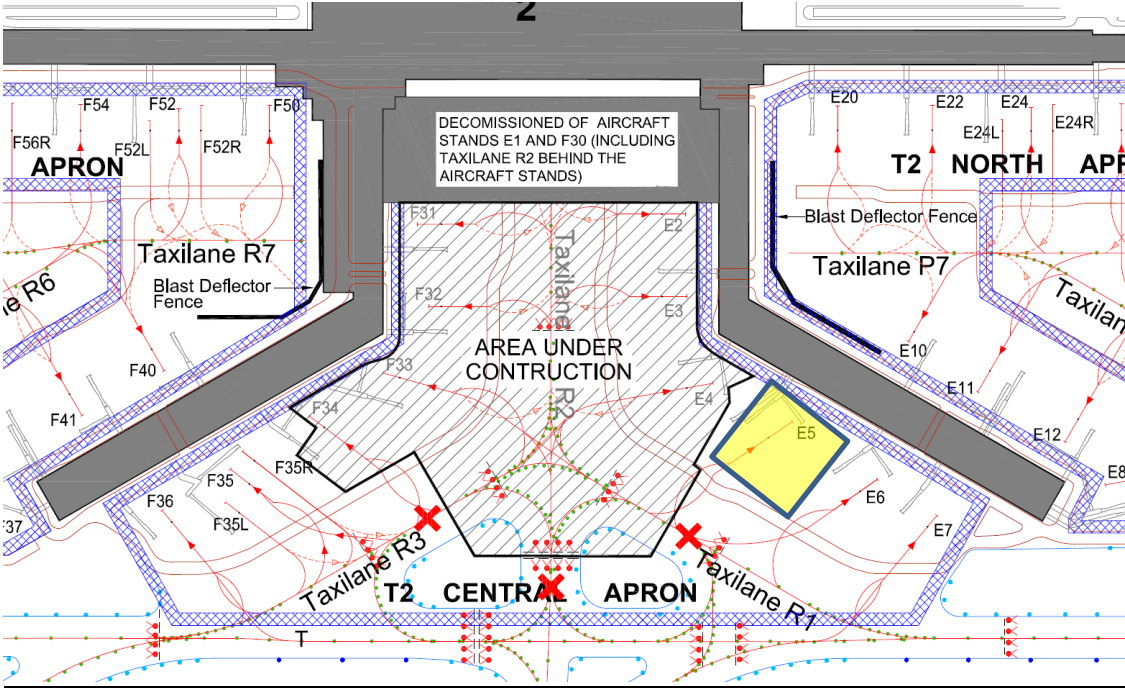 2
DECOMISSIONED OF AIRCRAFT
STANDS E1 AND F30 (INCLUDING
TAXILANE R2 BEHIND THE
AIRCRAFT STANDS)
F54
F52
F50
F56R
F52L
F52R
APRON
E20
E22
E24
E24L
E24R
T2 NORTH APR
F31
E2
Taxilane R2
Blast Deflector Fence
Taxilane R7
Taxilane P7
ne R6
Blast Deflector
Fence
Taxilan
F32
E3
AREA UNDER
CONTRUCTION
F40
F33
E10
F41
F34
E4
E11
E5
E12
F35R
F35
F36
F35L
E6
E8
F37
E7
Taxilane R3
Taxilane R1
T2 CENTRAL APRON
T